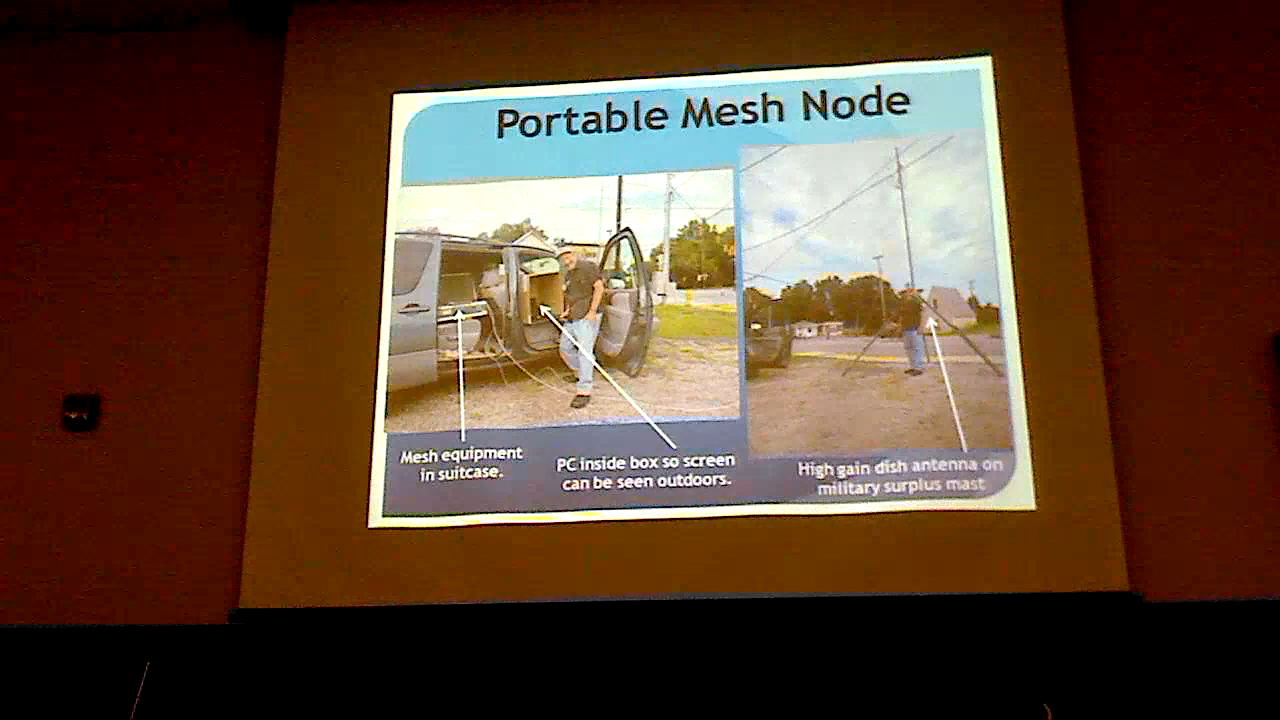 Portable Mesh Node
Mesh equipment
in suitcase.
PC inside box so screen
can be seen outdoors.
High gain dish antenna on
military surplus mast